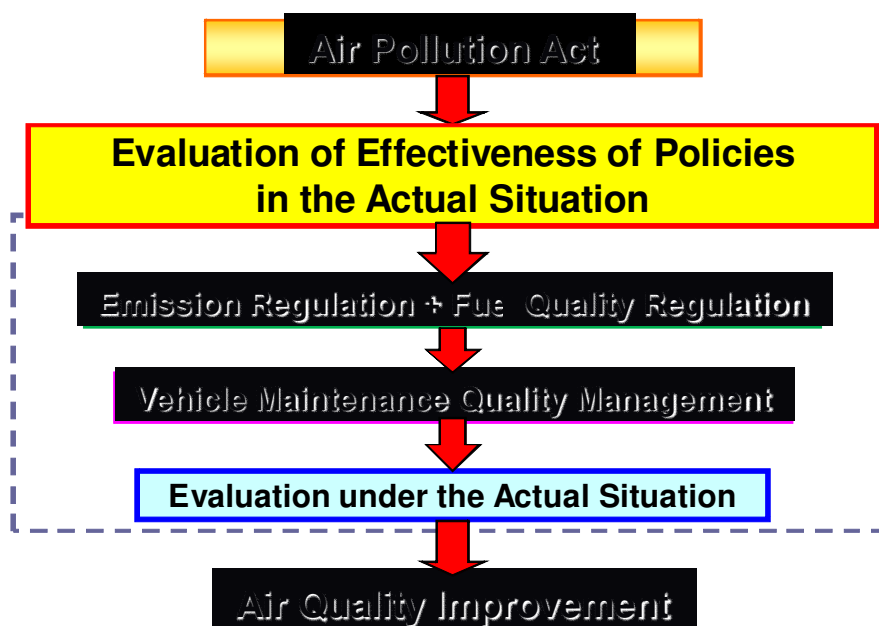 Air Pollution Act
Evaluation of Effectiveness of Policies
in the Actual Situation
Emission Regulation + Fue Quality Regulation
Vehicle Maintenance Quality Management
Evaluation under the Actual Situation
Air Quality Improvement